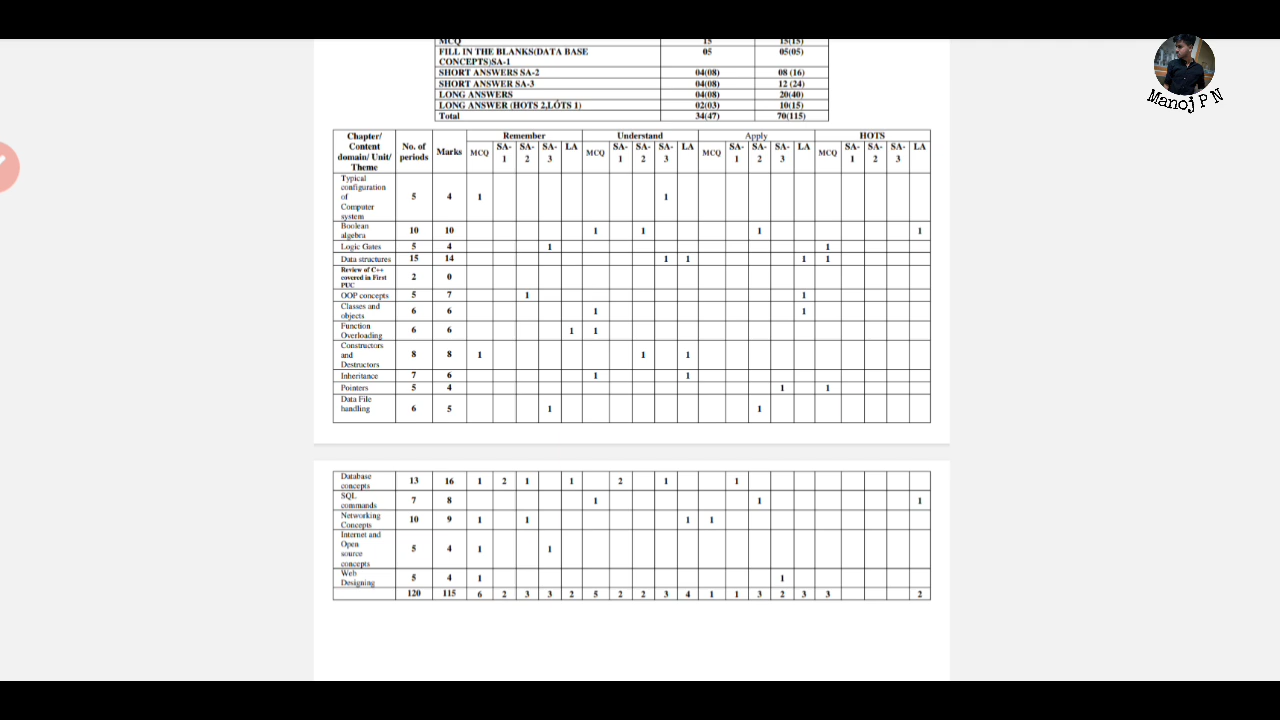 MCQ 15 15(15)
FILL IN THE BLANKS(DATA BASE 05 05(05)
CONCEPTS)SA-1
SHORT ANSWERS SA-2 04(08) 08 (16)
SHORT ANSWER SA-3 04(08) 12 (24)
LONG ANSWERS 04(08) 20(40)
LONG ANSWER (HOTS 2,LOTS 1) 02(03) 10(15)
Total 34(47) 70(115)
Manoj P N
Chapter/ Remember Understand Apply HOTS
Content No. of Marks MCQ SA- SA- SA- LA MCQ SA- SA- SA- LA MCQ SA- SA- SA- LA MCQ SA- SA- SA- LA
domain/ Unit/ periods 1 2 3 1 2 3 1 2 3 1 2 3
Theme
Typical
configuration
of 5 4 1 1
Computer
system
Boolean 10 10 1 1 1 1
algebra
Logic Gates 5 4 1 1
Data structures 15 14 1 1 1 1
Review of C++
covered in First 2 0
PUC
OOP concepts 5 7 1 1
Classes and 6 6 1 1
objects
Function 6 6 1 1
Overloading
Constructors
and 8 8 1 1 1
Destructors
Inheritance 7 6 1 1
Pointers 5 4 1 1
Data File 6 5 1 1
handling
Database 13 16 1 2 1 1 2 1 1
concepts
SQL 7 8 1 1 1
commands
Networking 10 9 1 1 1 1
Concepts
Internet and
Open 5 4 1 1
source
concepts
Web 5 4 1 1
Designing
120 115 6 2 3 3 2 5 2 2 3 4 1 1 3 2 3 3 2